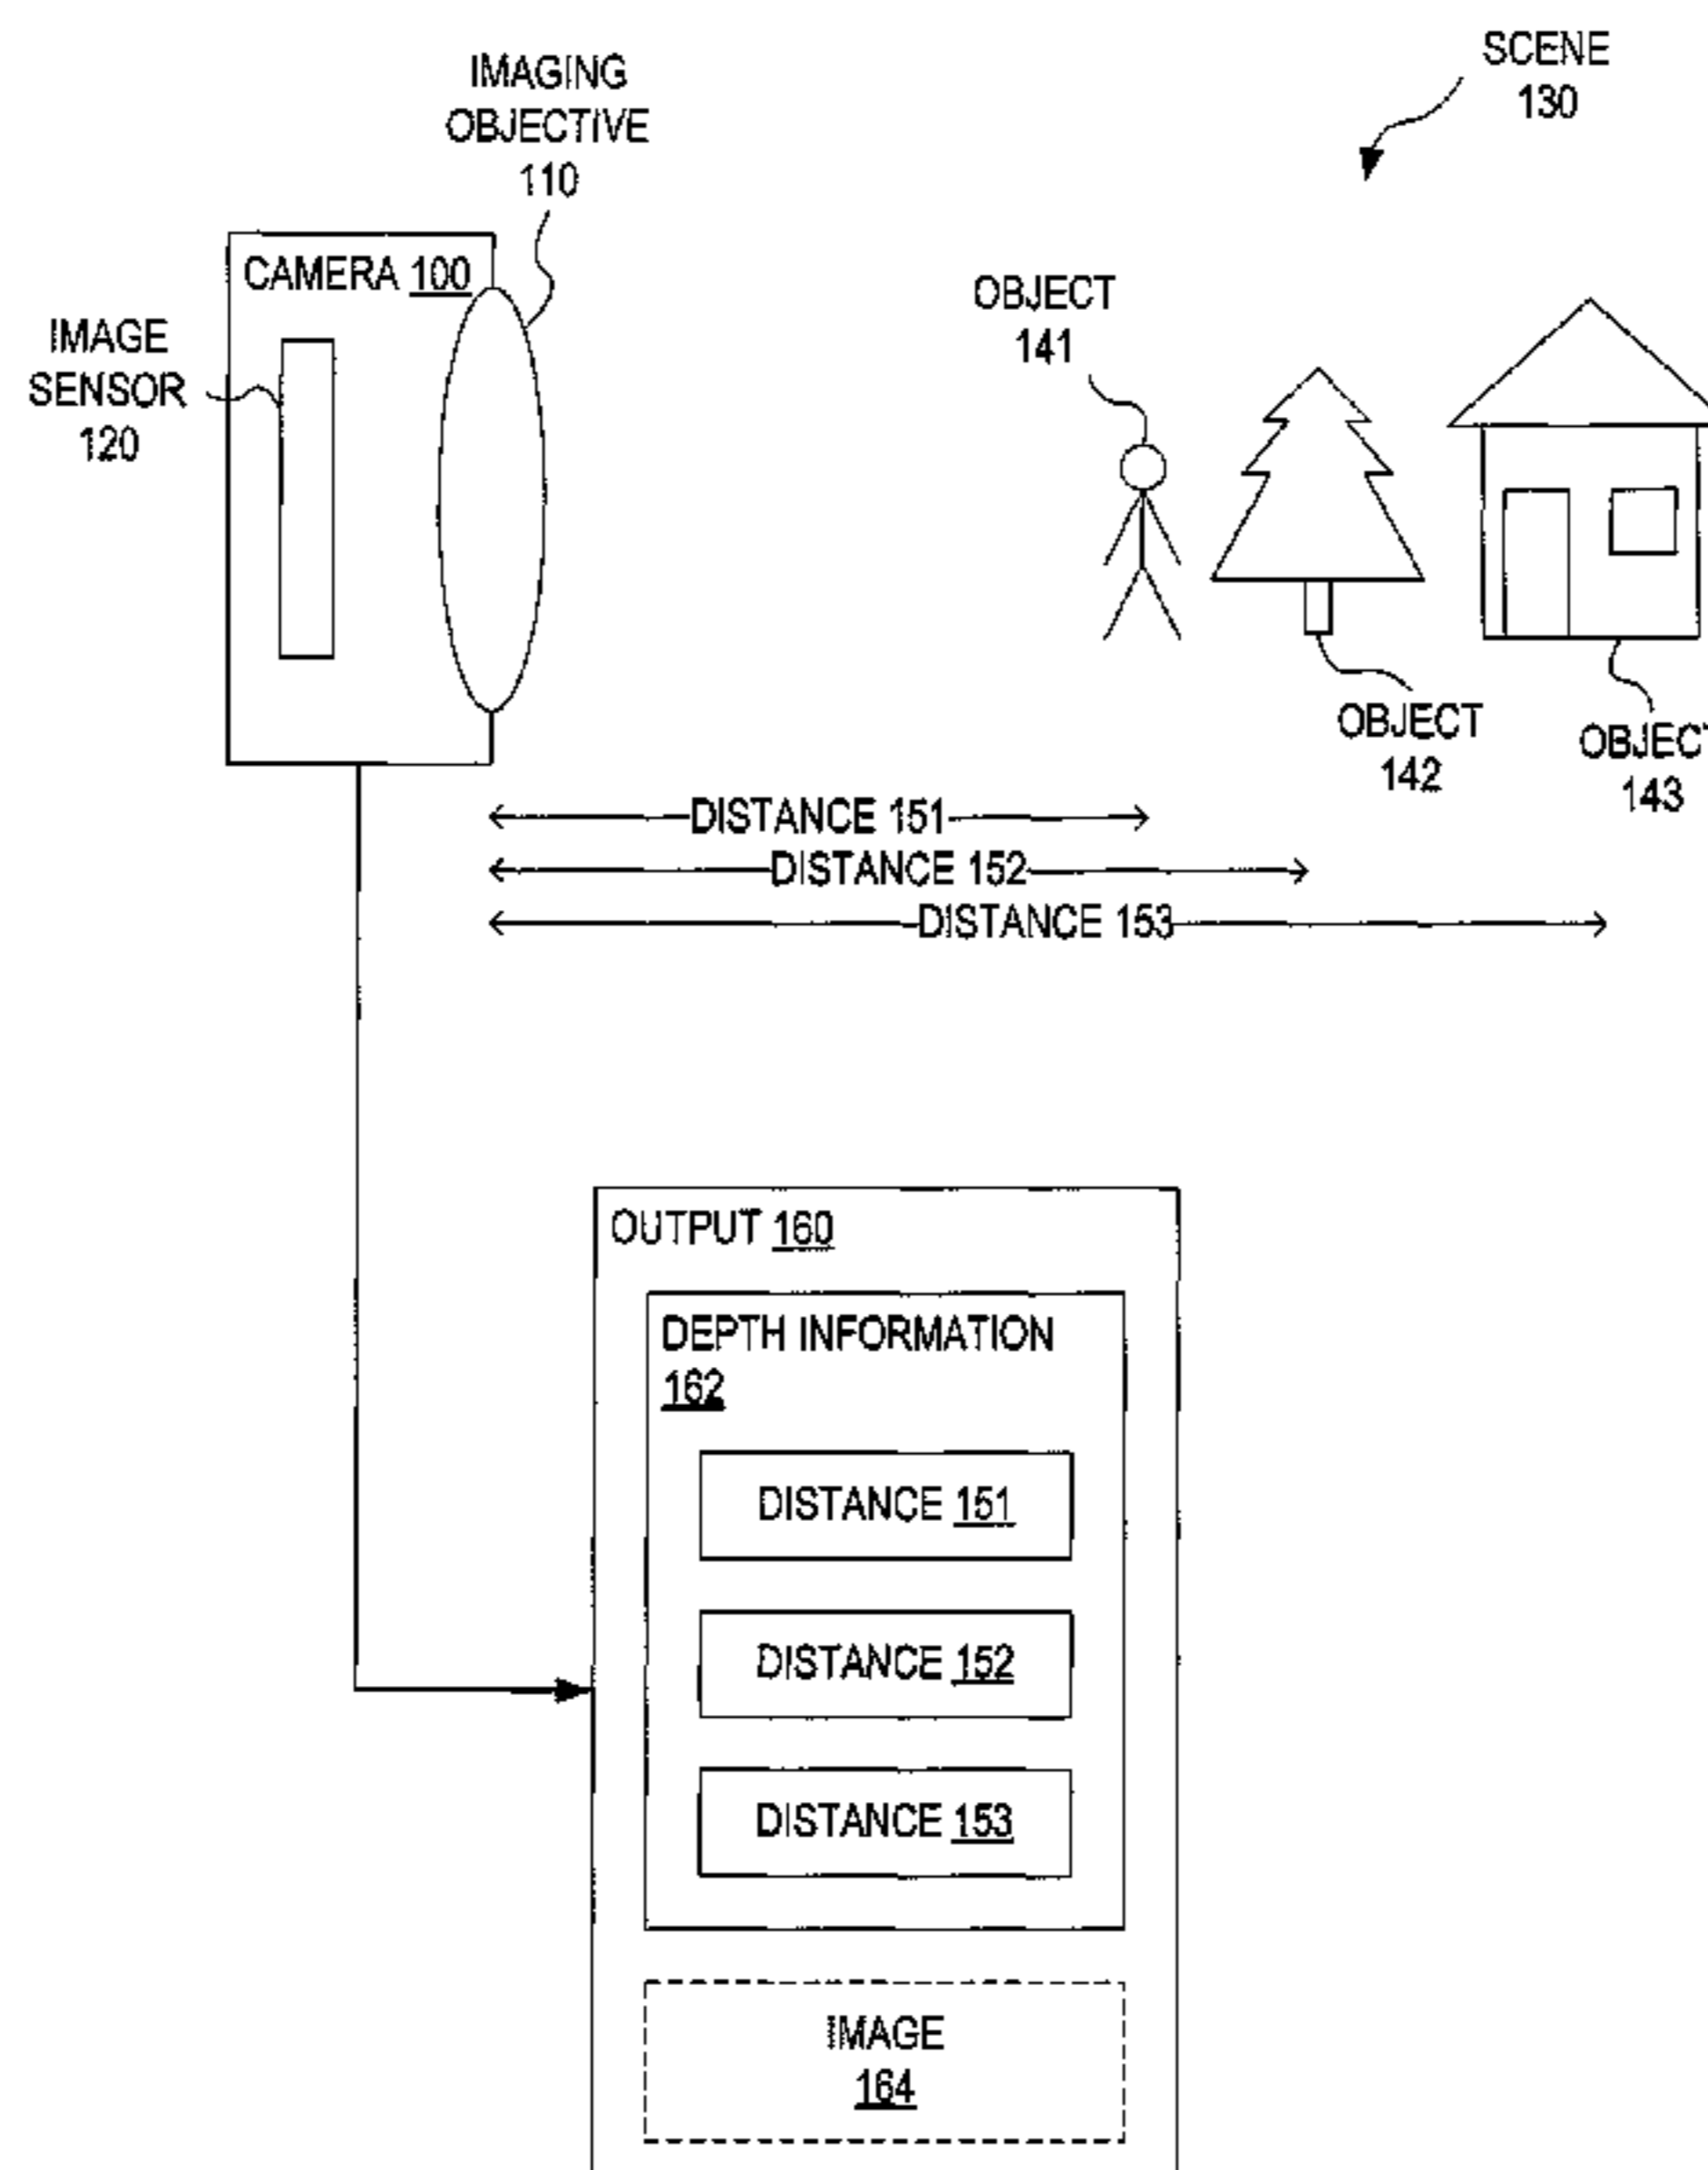 SCENE
130
IMAGING
OBJECTIVE
110
CAMERA 100
IMAGE
SENSOR
120
OBJECT
141
OBJECT
142
OBJECT
143
DISTANCE 151
DISTANCE 152
DISTANCE 153
OUTPUT 160
DEPTH INFORMATION
162
DISTANCE 151
DISTANCE 152
DISTANCE 153
IMAGE
164